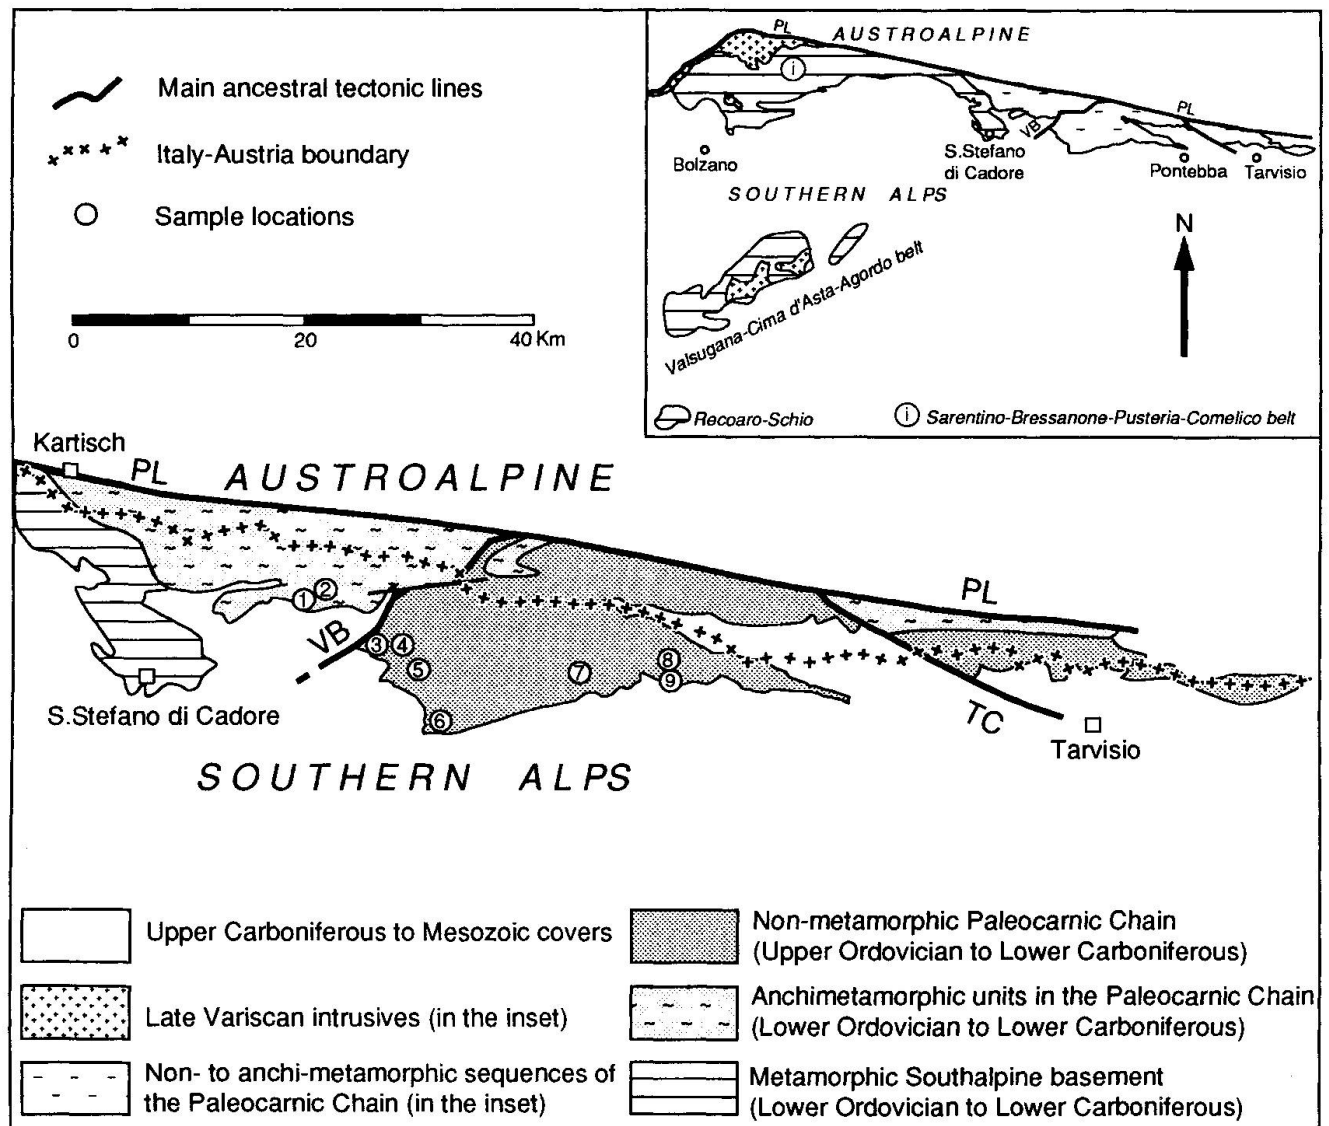 Main ancestral tectonic lines
Italy-Austria boundary
Sample locations
0 20 40 Km
PL
AUSTROALPINE
i
Bolzano
VB
S.Stefano
di Cadore
PL
Pontebba
Tarvisio
SOUTHERN ALPS
N
Valsugana-Cima d'Asta-Agordo belt
Recoaro-Schio
i Sarentino-Bressanone-Pusteria-Comelico belt
Kartisch
PL
AUSTROALPINE
PL
1
2
VB
3
4
5
6
7
8
9
S.Stefano di Cadore
TC
Tarvisio
SOUTHERN ALPS
Upper Carboniferous to Mesozoic covers
Late Variscan intrusives (in the inset)
Non- to anchi-metamorphic sequences of
the Paleocarnic Chain (in the inset)
Non-metamorphic Paleocarnic Chain
(Upper Ordovician to Lower Carboniferous)
Anchimetamorphic units in the Paleocarnic Chain
(Lower Ordovician to Lower Carboniferous)
Metamorphic Southalpine basement
(Lower Ordovician to Lower Carboniferous)